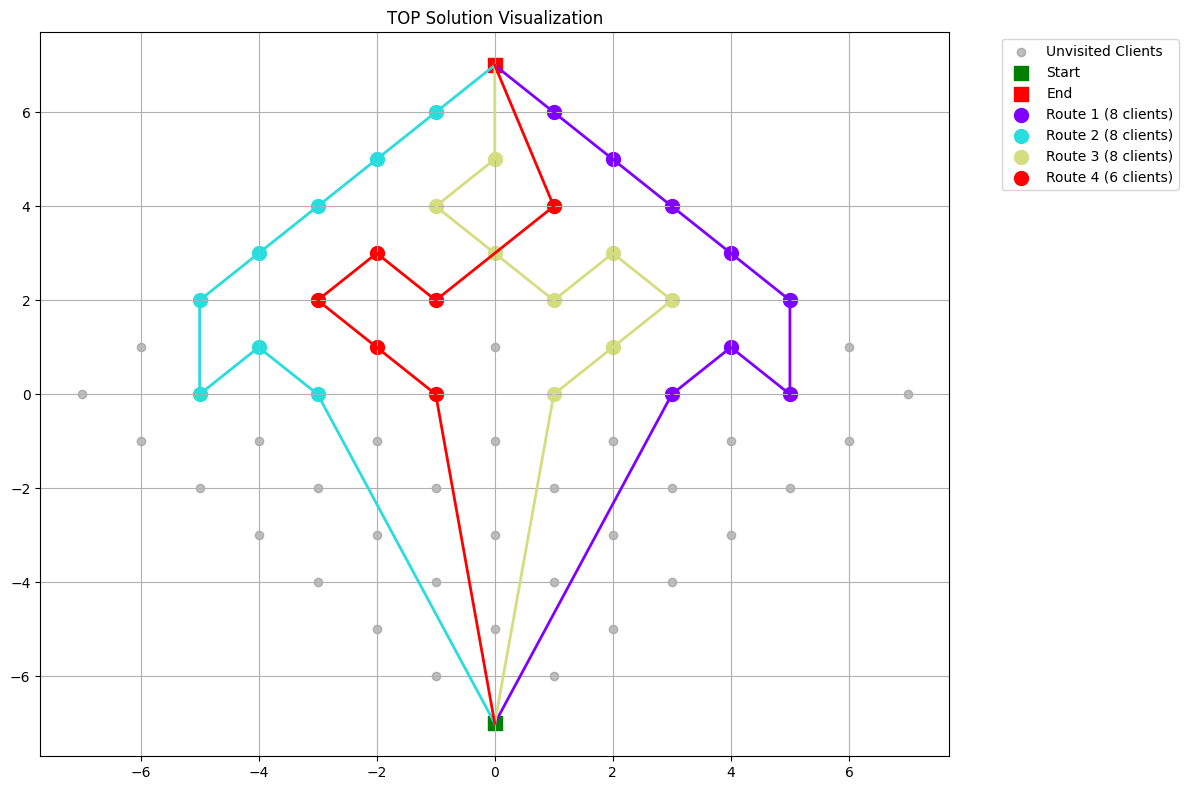 TOP Solution Visualization
Unvisited Clients
Start
End
Route 1 (8 clients)
Route 2 (8 clients)
Route 3 (8 clients)
Route 4 (6 clients)
6
4
2
0
−2
−4
−6
−6 −4 −2 0 2 4 6